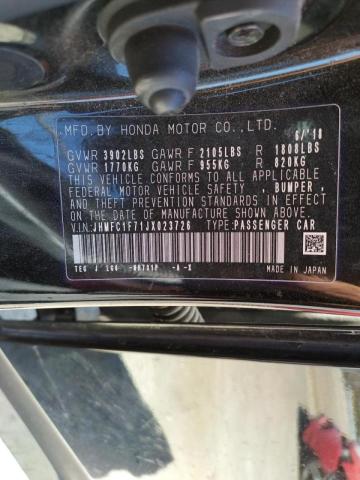 MFD.BY HONDA MOTOR CO.,LTD. 6/18
GVWR 3902LBS GAWR F 2105LBS R 1808LBS
GVWR 1770KG GAWR F 955KG R 820KG
THIS VEHICLE CONFORMS TO ALL APPLICABLE
FEDERAL MOTOR VEHICLE SAFETY , BUMPER ,
AND THEFT PREVENTION STANDARDS IN EFFECT
ON THE DATE OF MANUFACTURE SHOWN ABOVE.
V.I.N: JHMFC1F71JX023726 TYPE:PASSENGER CAR
TEG J LG0 -A-X
MADE IN JAPAN